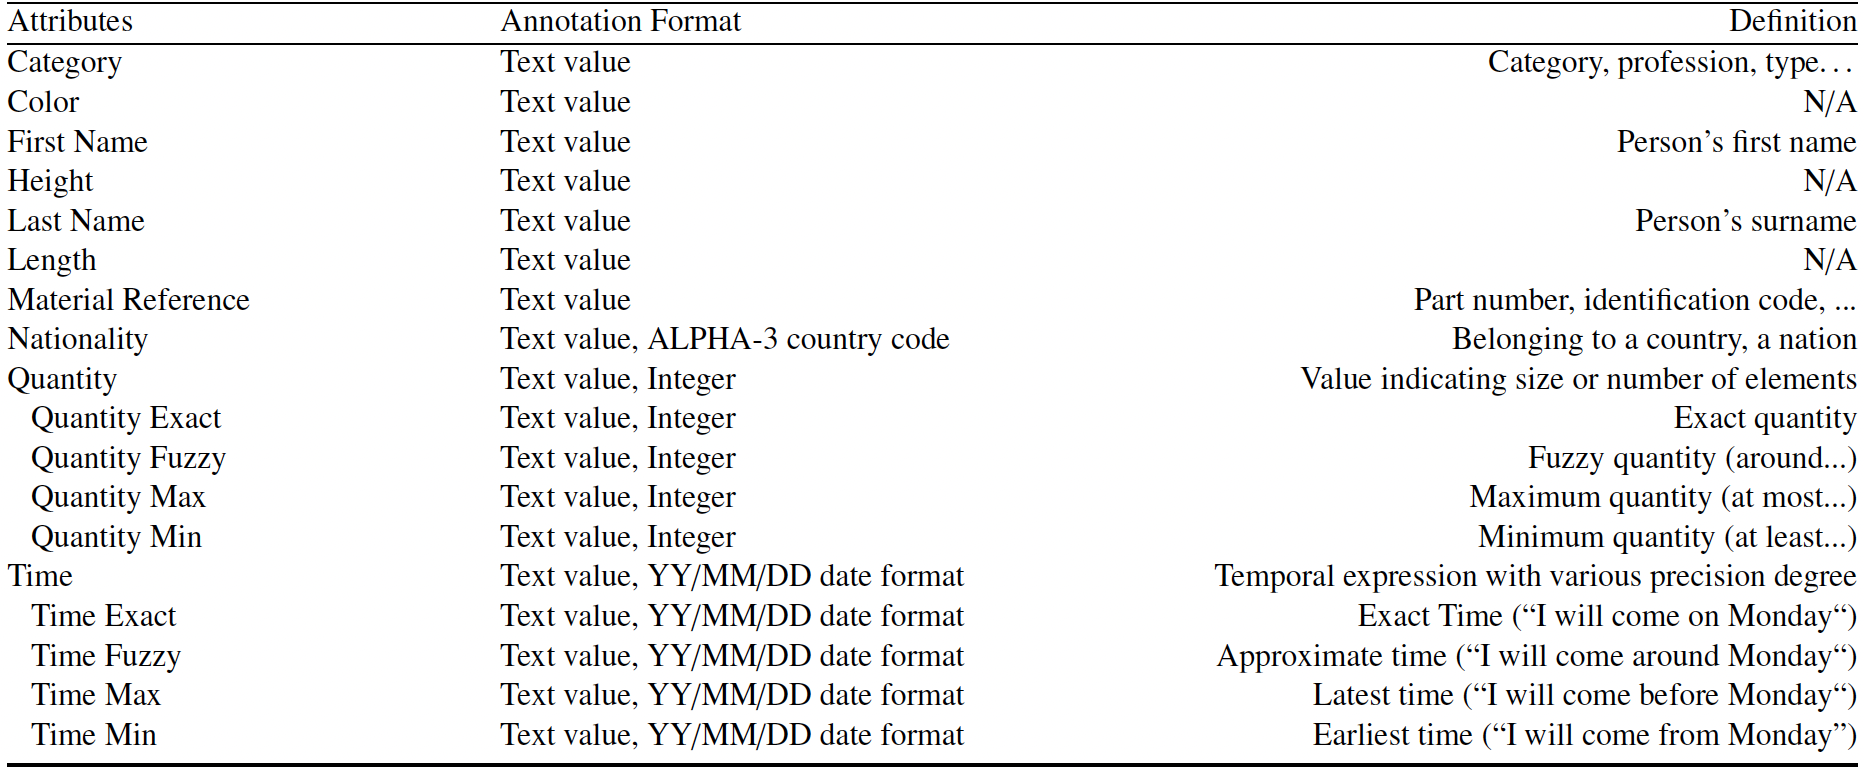 Attributes Annotation Format Definition
Category Text value Category, profession, type...
Color Text value N/A
First Name Text value Person’s first name
Height Text value N/A
Last Name Text value Person’s surname
Length Text value N/A
Material Reference Text value Part number, identification code, ...
Nationality Text value, ALPHA-3 country code Belonging to a country, a nation
Quantity Text value, Integer Value indicating size or number of elements
Quantity Exact Text value, Integer Exact quantity
Quantity Fuzzy Text value, Integer Fuzzy quantity (around...)
Quantity Max Text value, Integer Maximum quantity (at most...)
Quantity Min Text value, Integer Minimum quantity (at least...)
Time Text value, YY/MM/DD date format Temporal expression with various precision degree
Time Exact Text value, YY/MM/DD date format Exact Time (“I will come on Monday“)
Time Fuzzy Text value, YY/MM/DD date format Approximate time (“I will come around Monday“)
Time Max Text value, YY/MM/DD date format Latest time (“I will come before Monday“)
Time Min Text value, YY/MM/DD date format Earliest time (“I will come from Monday”)